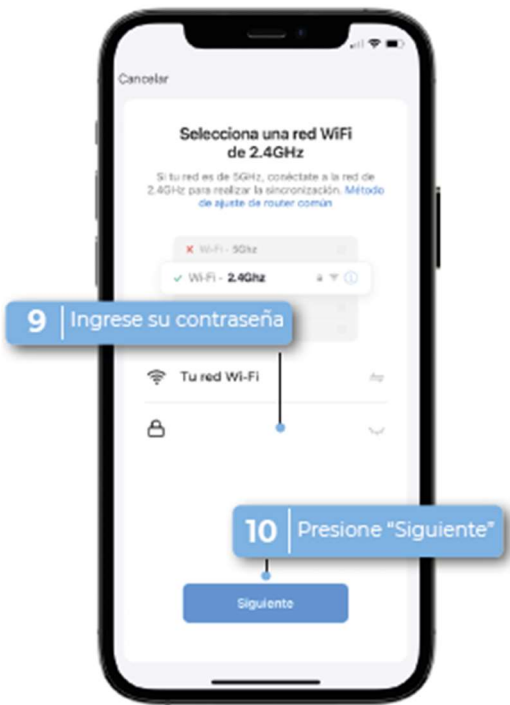 Cancelar
Selecciona una red WiFi
de 2.4GHz
Si tu red es de 5GHz, conéctate a la red de
2.4GHz para realizar la sincronización. Método
de ajuste de router común
Wi-Fi - 5Ghz
Wi-Fi - 2.4Ghz
9 Ingrese su contraseña
Tu red Wi-Fi
10 Presione “Siguiente”
Siguiente